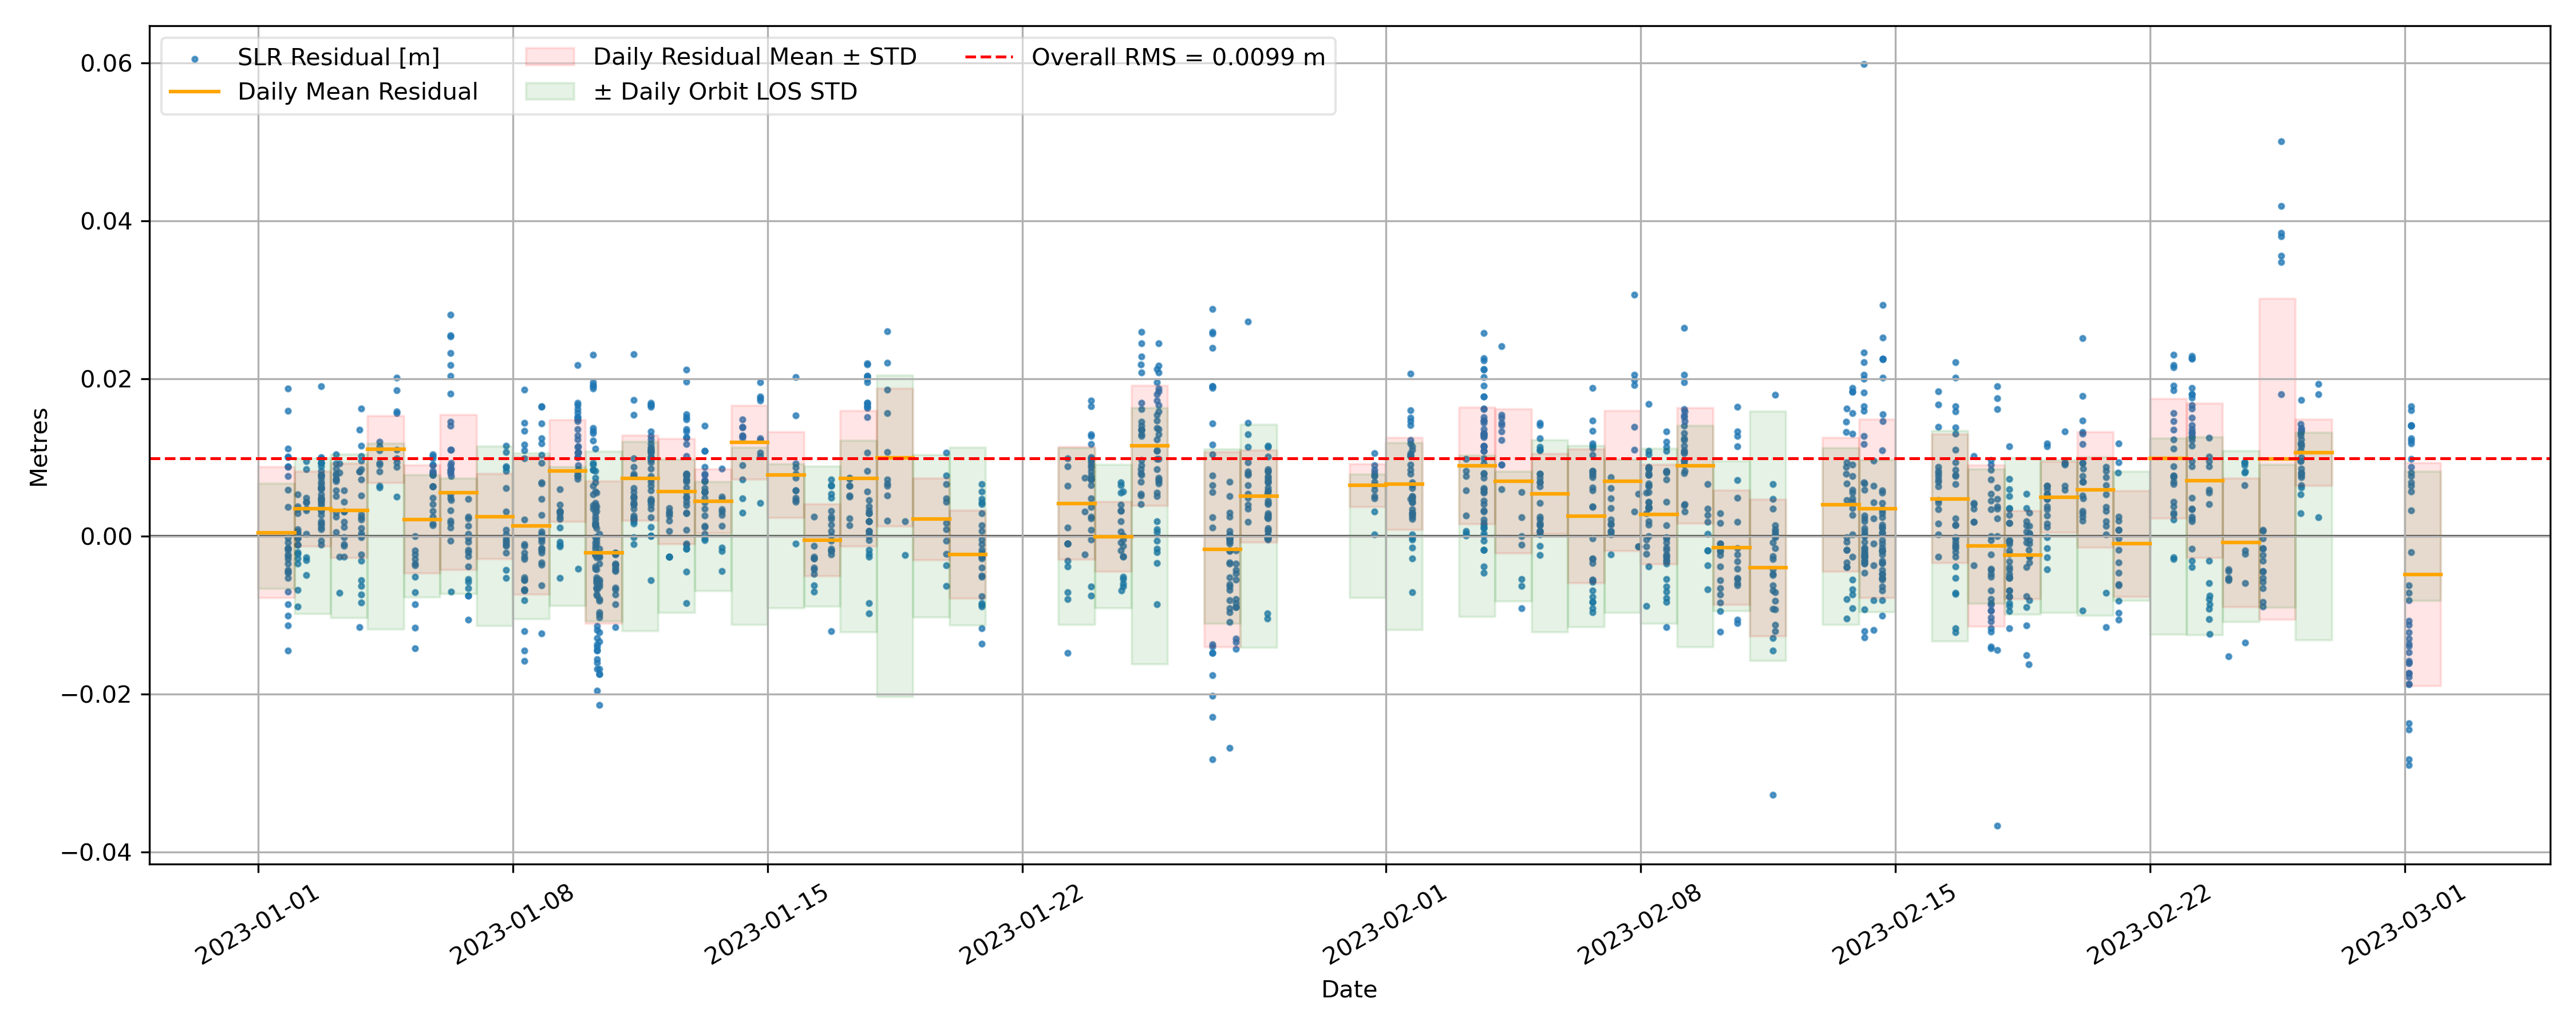 SLR Residual [m]
Daily Mean Residual
Daily Residual Mean ± STD
± Daily Orbit LOS STD
Overall RMS = 0.0099 m
0.06
0.04
0.02
0.00
−0.02
−0.04
Metres
2023-01-01
2023-01-08
2023-01-15
2023-01-22
2023-02-01
2023-02-08
2023-02-15
2023-02-22
2023-03-01
Date